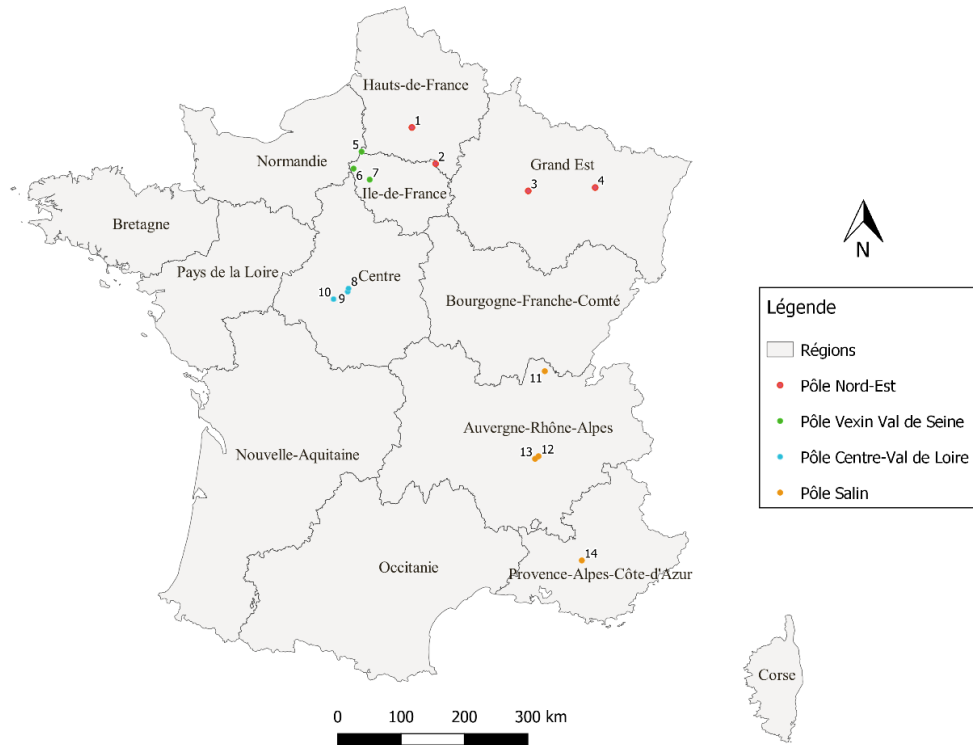 Hauts-de-France
1
5
2
Normandie
Grand Est
6
7
3
4
Ile-de-France
Bretagne
N
Pays de la Loire
8
Centre
10
9
Bourgogne-Franche-Comté
Légende
Régions
11
Pôle Nord-Est
Pôle Vexin Val de Seine
Auvergne-Rhône-Alpes
13
12
Nouvelle-Aquitaine
Pôle Centre-Val de Loire
Pôle Salin
14
Occitanie
Provence-Alpes-Côte-d'Azur
Corse
0 100 200 300 km